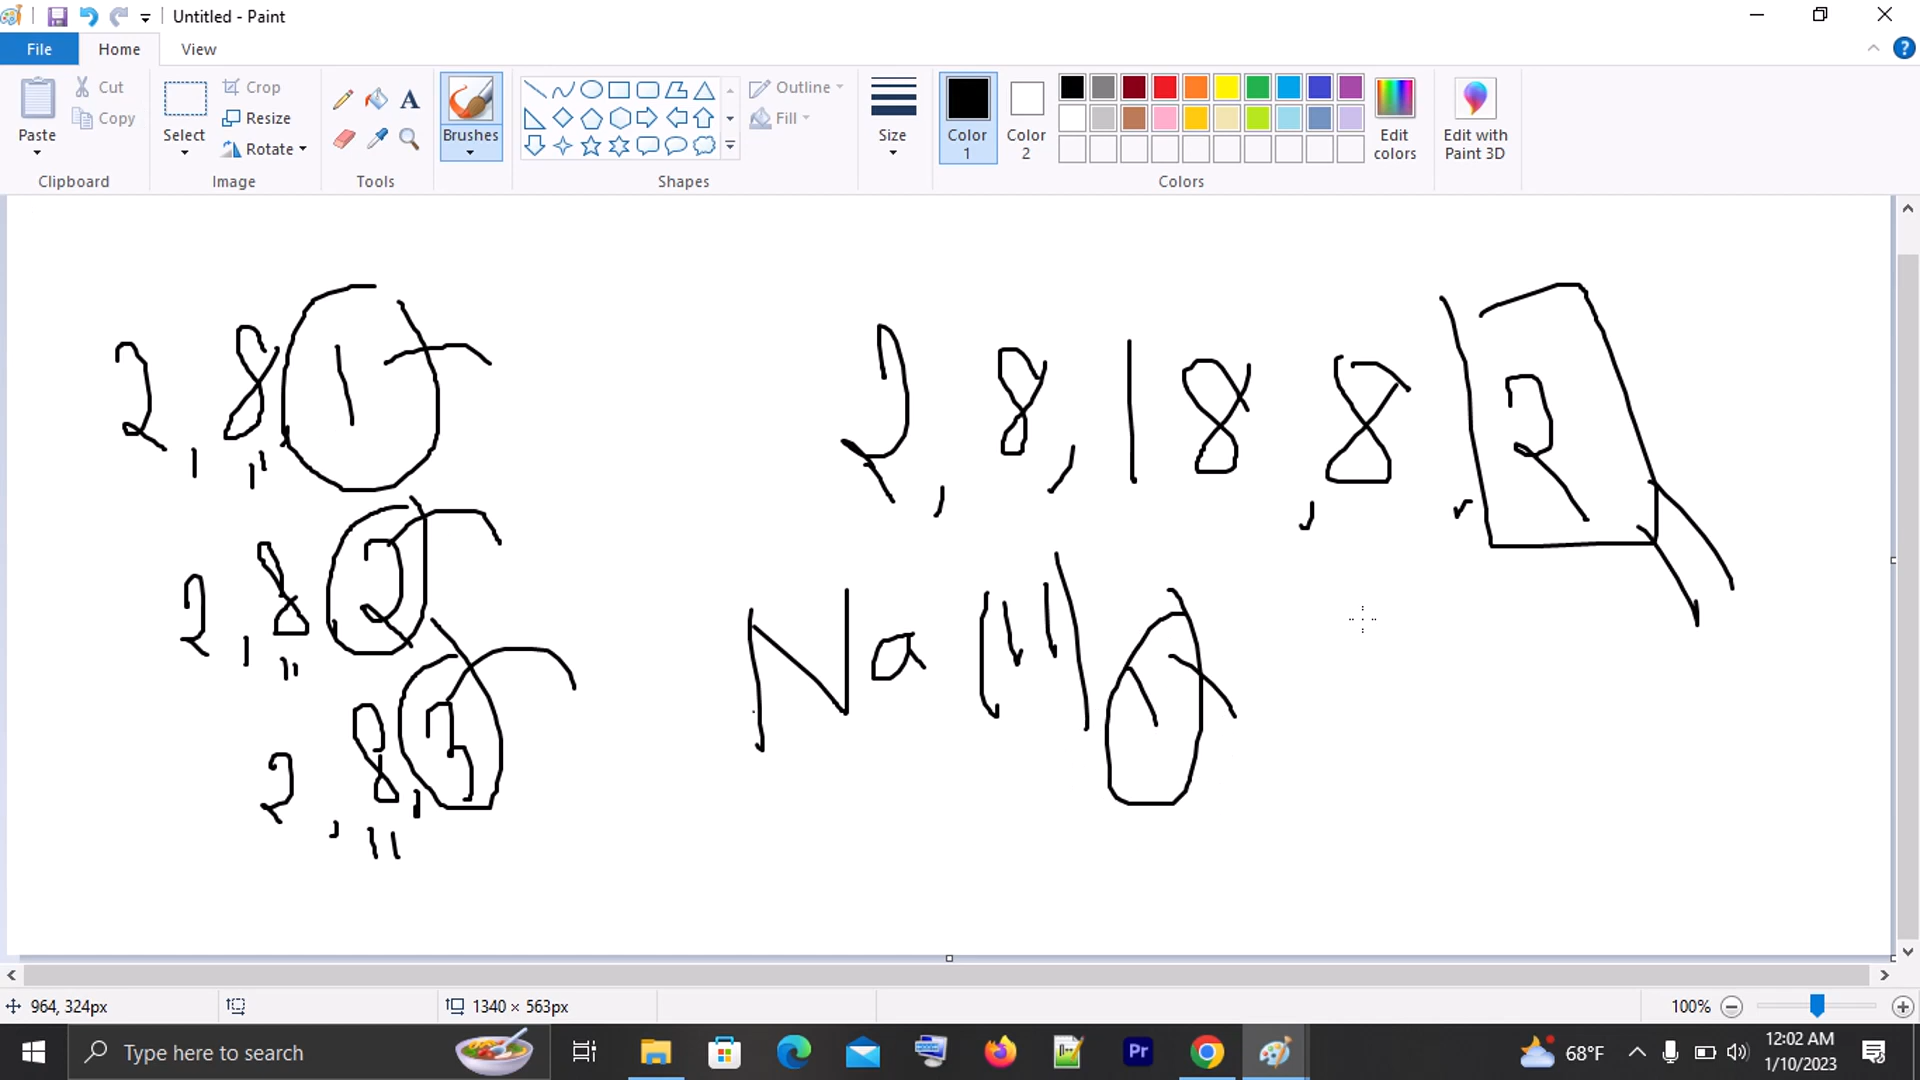 Untitled - Paint
File Home View
Paste
Cut
Copy
Clipboard
Select
Crop
Resize
Rotate
Image
Tools
Brushes
Shapes
Outline
Fill
Size
Color 1
Color 2
Edit colors
Colors
Edit with Paint 3D
2, 8, 1
2, 8, 2
2, 8, 3
2, 8, 18, 8, 2
Na (11) 1
964, 324px
1340 × 563px
100%
Type here to search
Pr
68°F
12:02 AM
1/10/2023